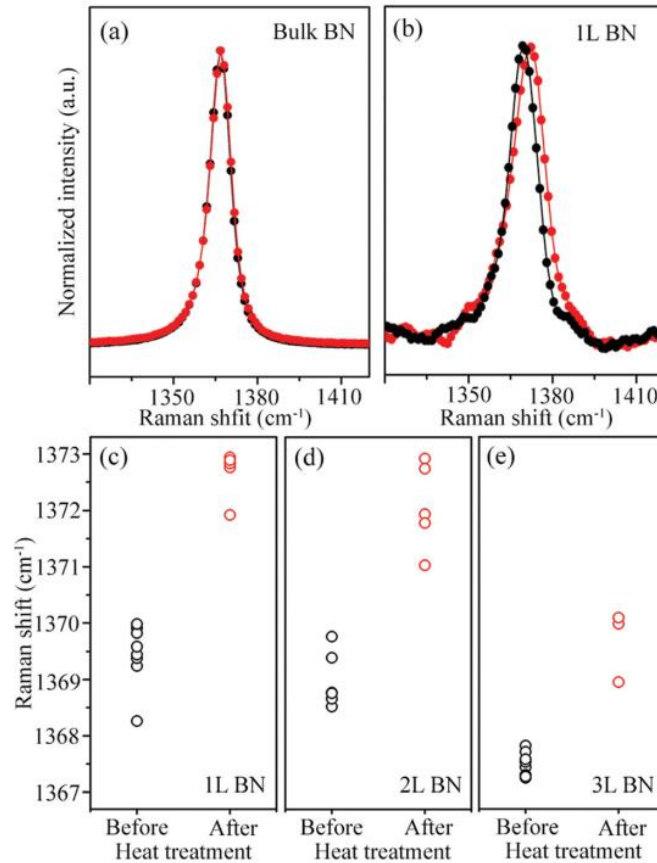 (a) Bulk BN
(b) 1L BN
Normalized intensity (a.u.)
1350 1380 1410
1350 1380 1410
Raman shfit (cm⁻¹)
Raman shift (cm⁻¹)
(c)
(d)
(e)
Raman shift (cm⁻¹)
1373
1372
1371
1370
1369
1368
1367
1L BN
2L BN
3L BN
Before After
Before After
Before After
Heat treatment
Heat treatment
Heat treatment